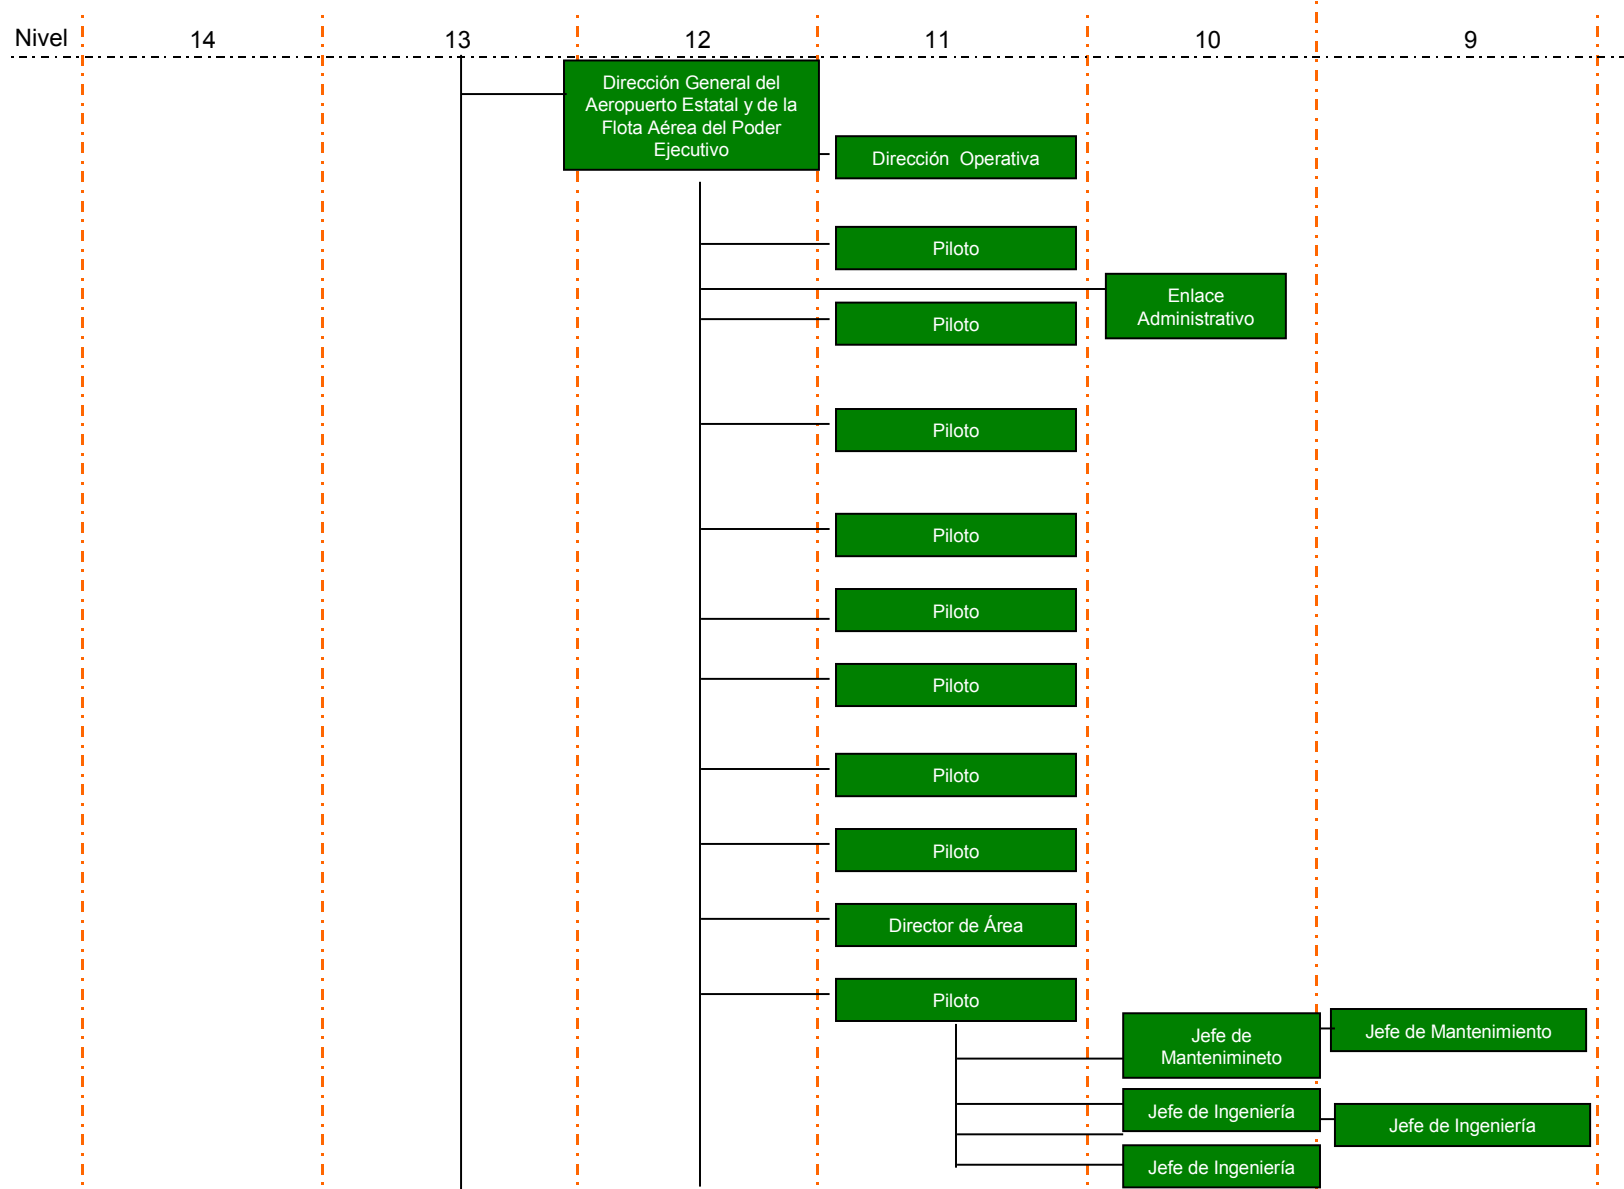 Nivel 14 13 12 11 10 9
Dirección General del
Aeropuerto Estatal y de la
Flota Aérea del Poder
Ejecutivo
Dirección Operativa
Piloto
Enlace
Administrativo
Piloto
Piloto
Piloto
Piloto
Piloto
Piloto
Piloto
Director de Área
Piloto
Jefe de
Mantenimineto
Jefe de Mantenimiento
Jefe de Ingeniería
Jefe de Ingeniería
Jefe de Ingeniería